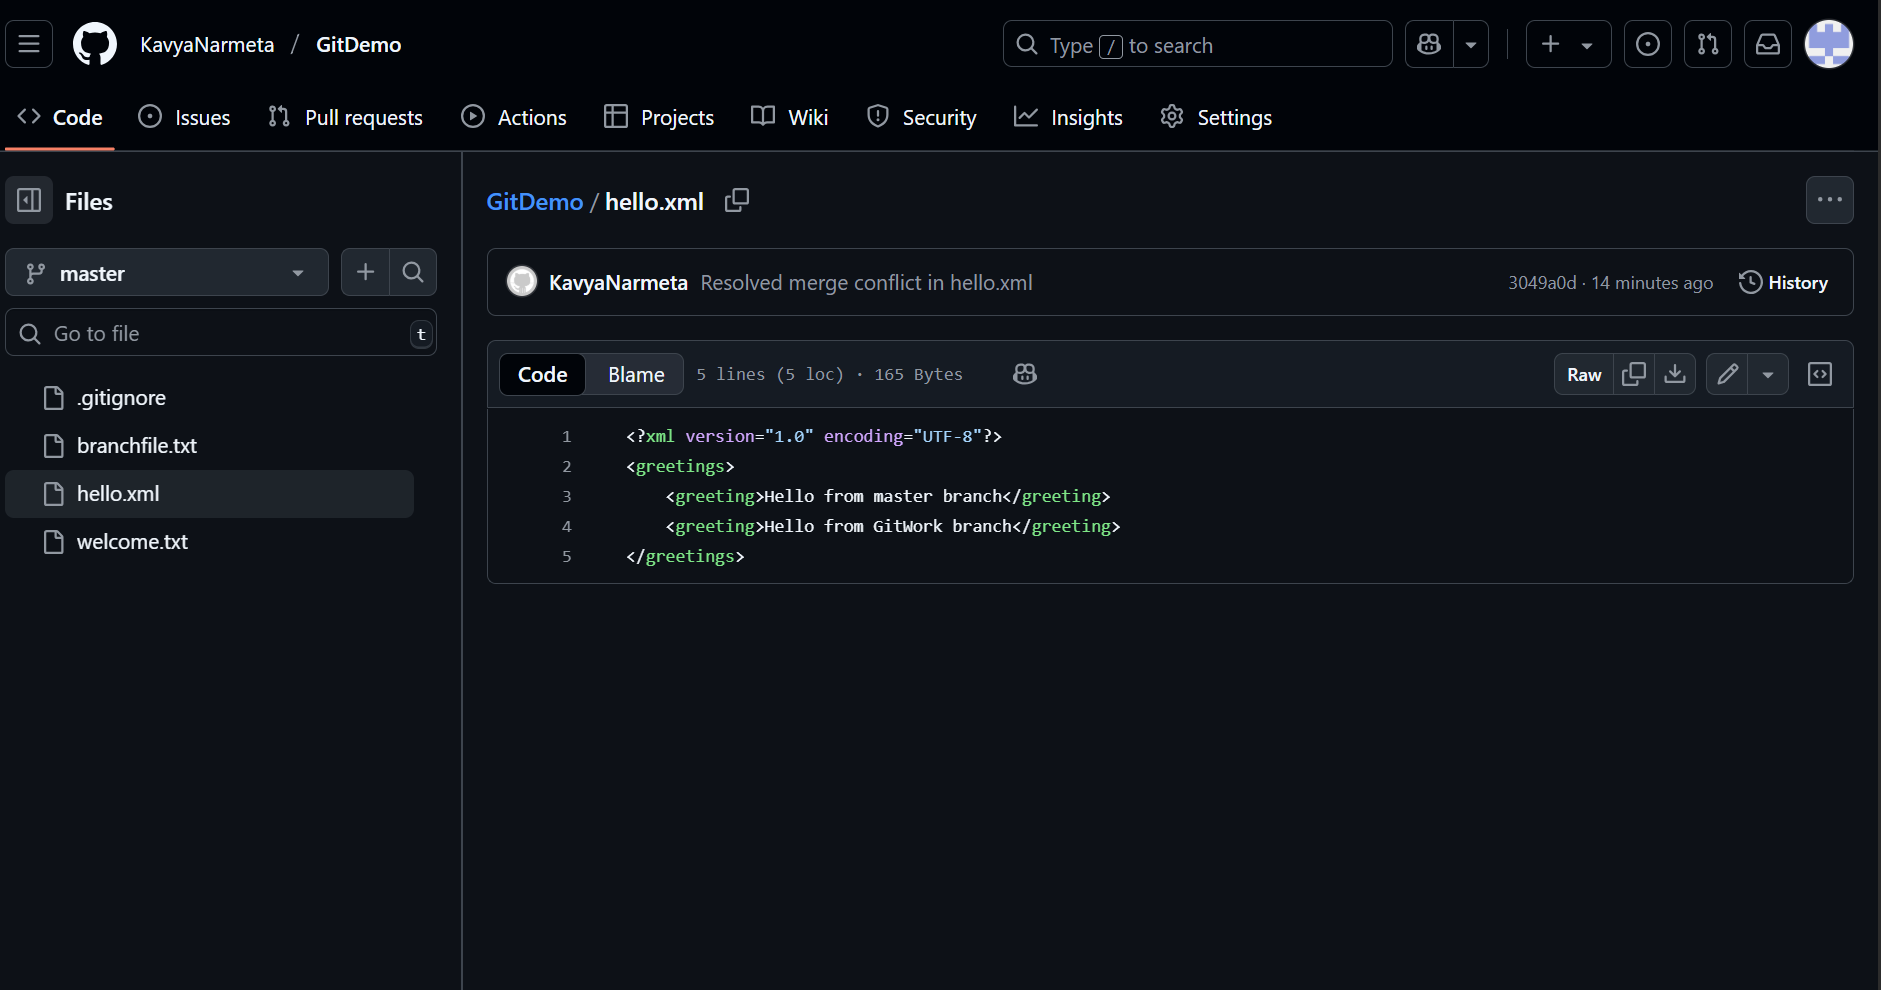 KavyaNarmeta / GitDemo
Type / to search
Code Issues Pull requests Actions Projects Wiki Security Insights Settings
Files
master
Go to file t
.gitignore
branchfile.txt
hello.xml
welcome.txt
GitDemo / hello.xml
KavyaNarmeta Resolved merge conflict in hello.xml 3049a0d · 14 minutes ago History
Code Blame 5 lines (5 loc) · 165 Bytes Raw
1 <?xml version="1.0" encoding="UTF-8"?>
2 <greetings>
3     <greeting>Hello from master branch</greeting>
4     <greeting>Hello from GitWork branch</greeting>
5 </greetings>